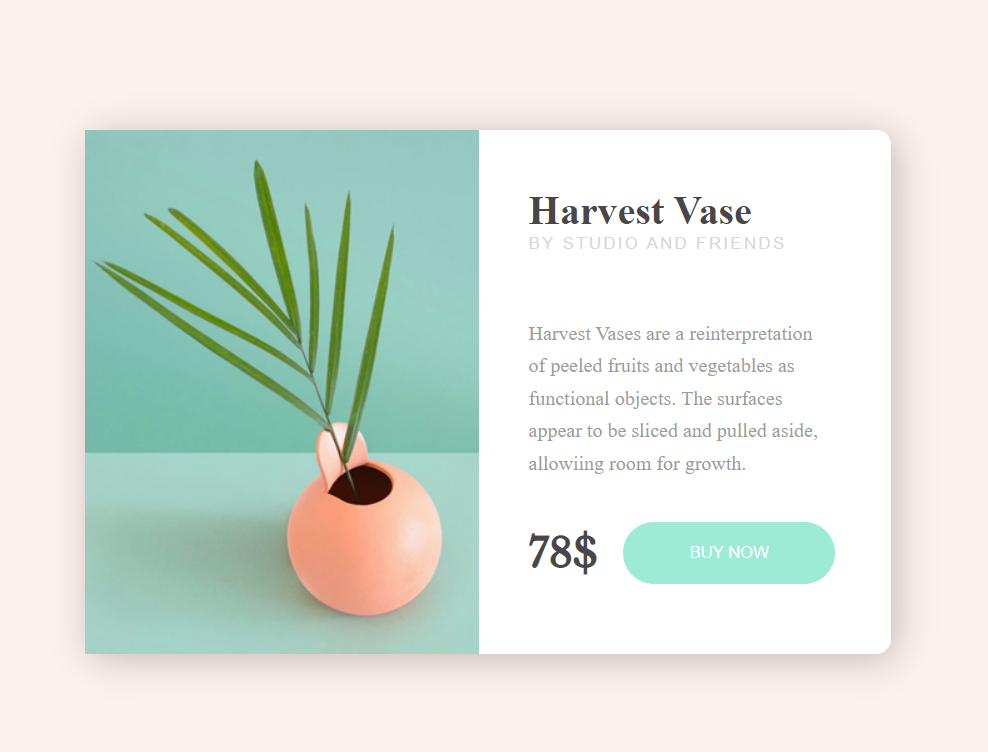 Harvest Vase
BY STUDIO AND FRIENDS
Harvest Vases are a reinterpretation
of peeled fruits and vegetables as
functional objects. The surfaces
appear to be sliced and pulled aside,
allowiing room for growth.
78$
BUY NOW